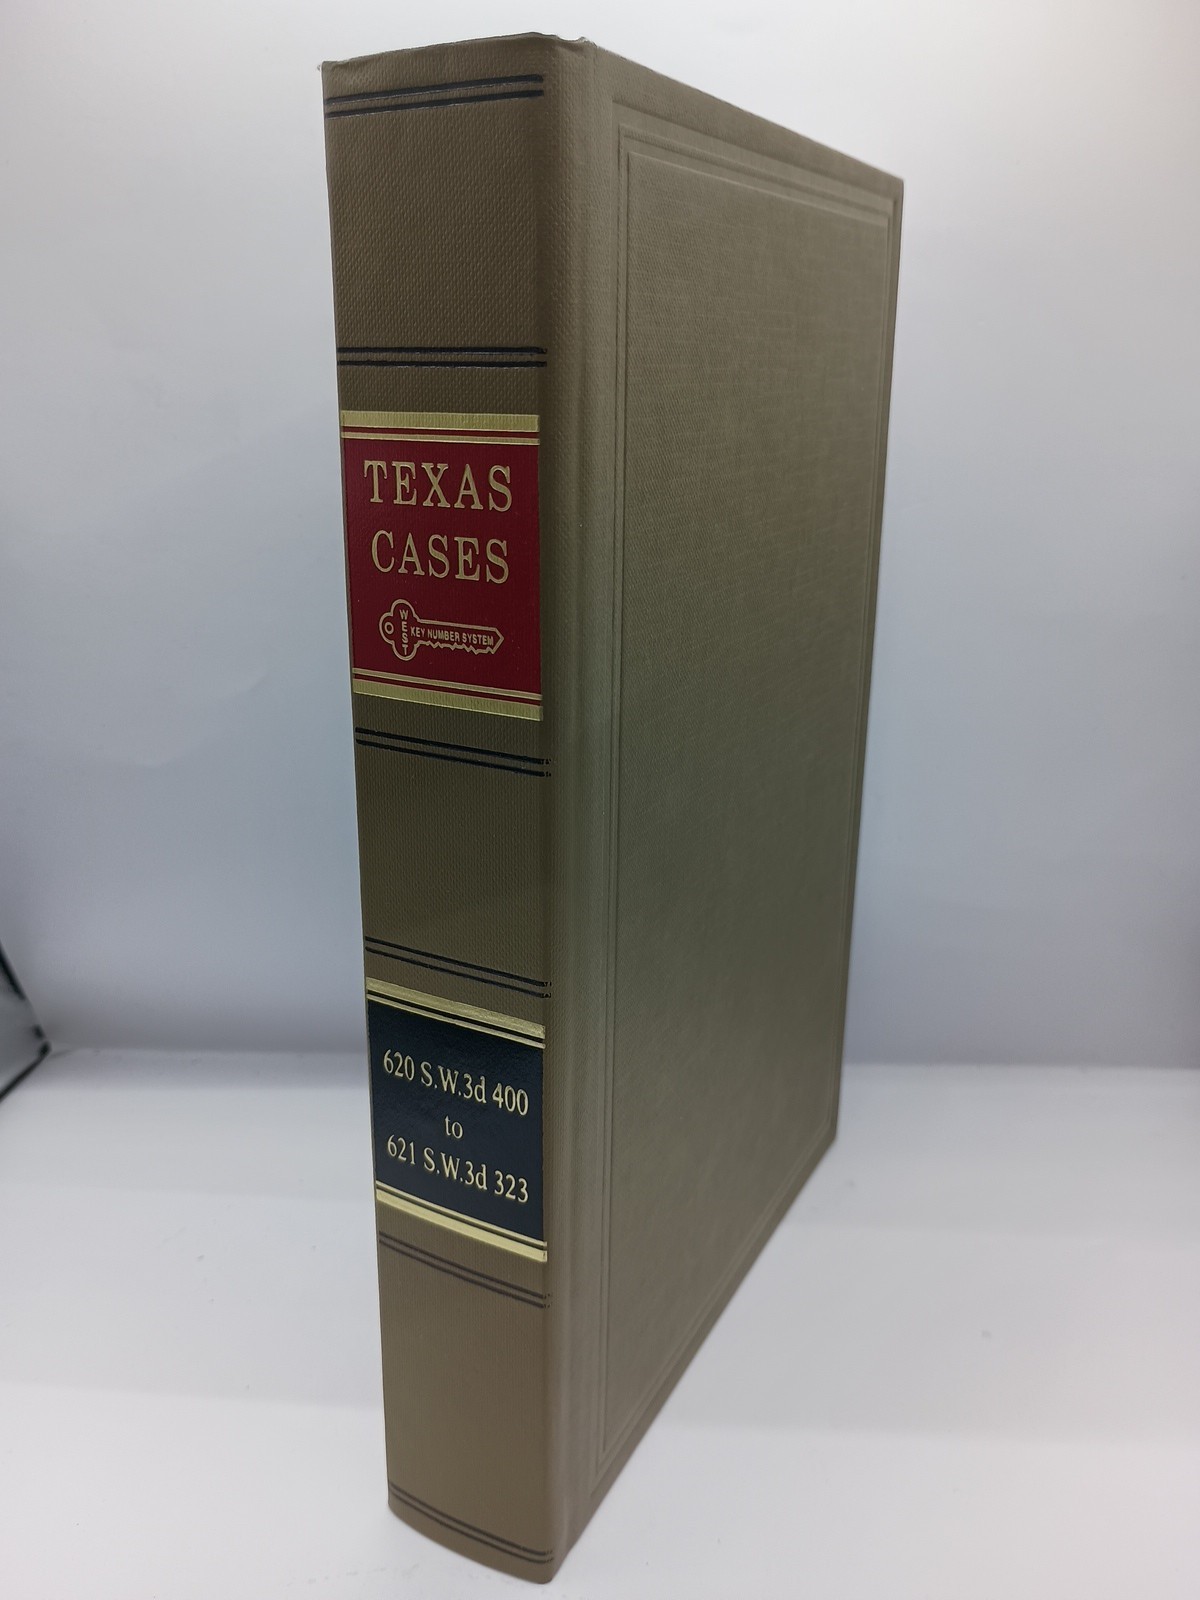 TEXAS
CASES
WEST
KEY NUMBER SYSTEM
620 S.W.3d 400
to
621 S.W.3d 323